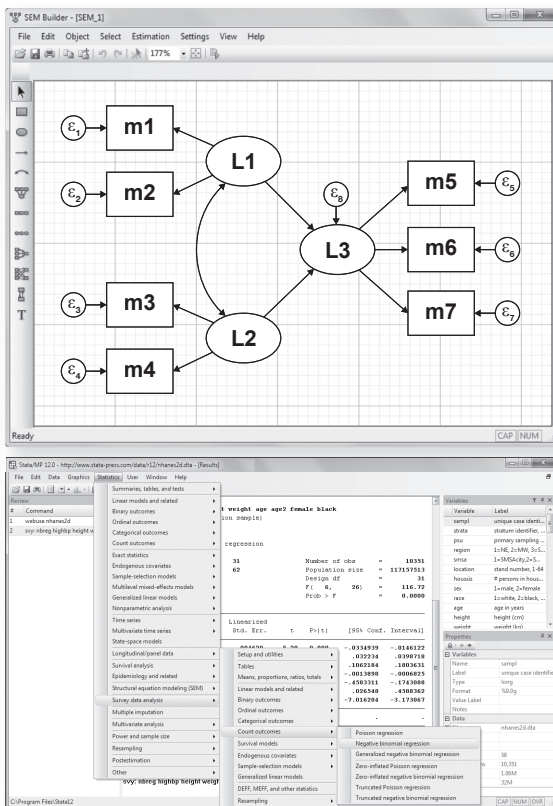 SEM Builder - [SEM_1]
File Edit Object Select Estimation Settings View Help
177%
ε1 m1
L1
ε2 m2
m5 ε5
ε8
L3 m6 ε6
ε3 m3
m7 ε7
L2
ε4 m4
T
Ready CAP NUM
Stata/MP 12.0 - http://www.stata-press.com/data/r12/nhanes2d.dta - [Results]
File Edit Data Graphics Statistics User Window Help
Review
# Command
1 webuse nhanes2d
2 svy: nbreg highbp height w
Summaries, tables, and tests
Linear models and related
Binary outcomes
Ordinal outcomes
Categorical outcomes
Count outcomes
Exact statistics
Endogenous covariates
Sample-selection models
Multilevel mixed-effects models
Generalized linear models
Nonparametric analysis
Time series
Multivariate time series
State-space models
Longitudinal/panel data
Survival analysis
Epidemiology and related
Structural equation modeling (SEM)
Survey data analysis
Multiple imputation
Multivariate analysis
Power and sample size
Resampling
Postestimation
Other
t weight age age2 female black
on sample)
regression
31 Number of obs = 10351
62 Population size = 117157513
Design df = 31
F( 6, 26) = 116.72
Prob > F = 0.0000
Linearized
Std. Err. t P>|t| [95% Conf. Interval]
-.0334939 -.0146122
.032234 .0398718
.1062184 .1803631
-.0013898 -.0006825
-.4583311 -.1743088
.026548 .4508362
-7.016284 -3.173067
Setup and utilities
Tables
Means, proportions, ratios, totals
Linear models and related
Binary outcomes
Ordinal outcomes
Categorical outcomes
Count outcomes
Survival models
Endogenous covariates
Sample-selection models
Generalized linear models
DEFF, MEFF, and other statistics
Resampling
Poisson regression
Negative binomial regression
Generalized negative binomial regression
Zero-inflated Poisson regression
Zero-inflated negative binomial regression
Truncated Poisson regression
Truncated negative binomial regression
svy: nbreg highbp height weigh
Variables
Variable Label
sampl unique case identi...
strata stratum identifier, ...
psu primary sampling ...
region 1=NE, 2=MW, 3=S...
smsa 1=SMSAcity,2=S...
location stand number, 1-64
houssiz # persons in hous...
sex 1=male, 2=female
race 1=white, 2=black, ...
age age in years
height height (cm)
weight weight (kg)
Properties
Variables
Name sampl
Label unique case identifie
Type long
Format %9.0g
Value Label
Notes
Data
nhanes2d.dta
58
10,351
1.06M
32M
C:\Program Files\Stata12 CAP NUM OVR